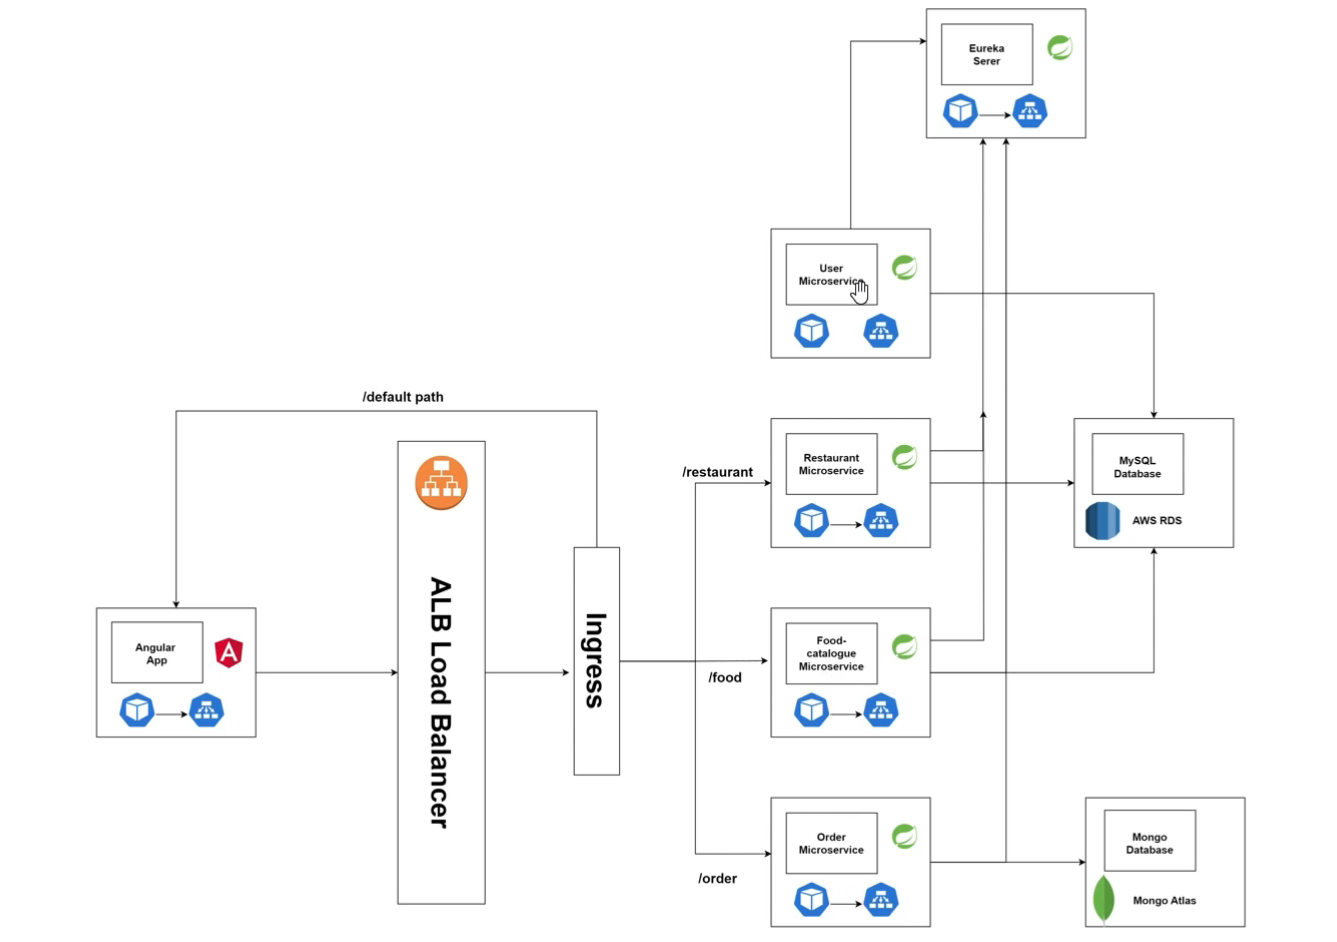 Eureka
Serer
User
Microservice
/default path
/restaurant
Restaurant
Microservice
MySQL
Database
AWS RDS
Angular
App
ALB Load Balancer
Ingress
/food
Food-
catalogue
Microservice
/order
Order
Microservice
Mongo
Database
Mongo Atlas